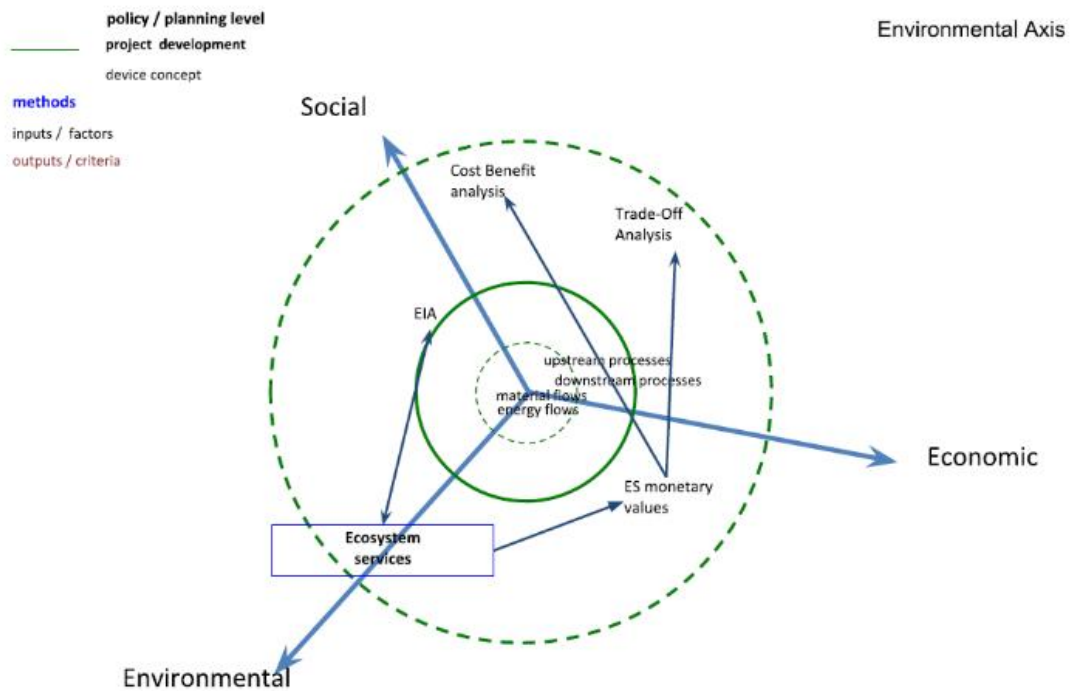 policy / planning level
project development
device concept
methods
inputs / factors
outputs / criteria
Environmental Axis
Social
Cost Benefit
analysis
Trade-Off
Analysis
EIA
upstream processes
downstream processes
material flows
energy flows
Economic
ES monetary
values
Ecosystem
services
Environmental